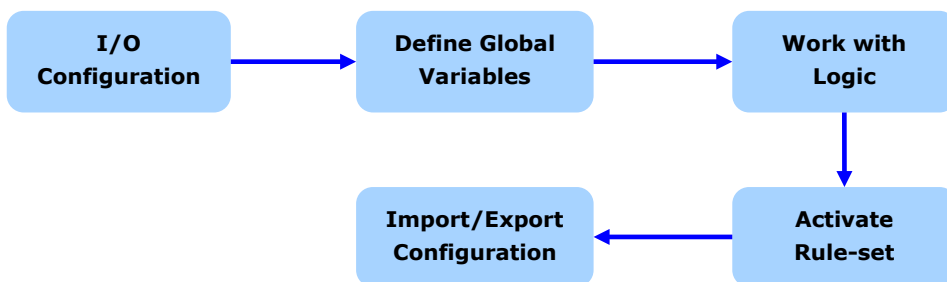 I/O
Configuration
Define Global
Variables
Work with
Logic
Activate
Rule-set
Import/Export
Configuration